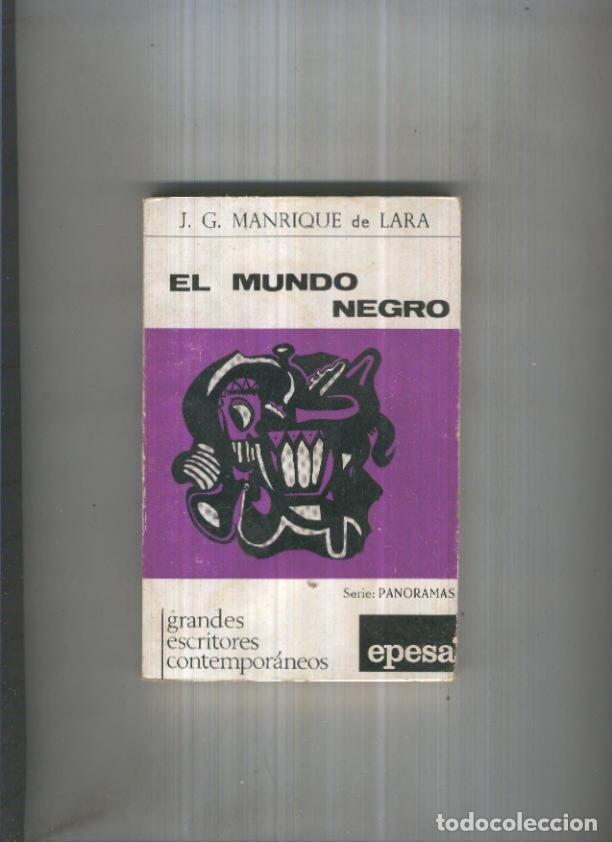 J. G. MANRIQUE de LARA
EL MUNDO
NEGRO
Serie: PANORAMAS
grandes
escritores
contemporáneos
epesa
todocoleccion